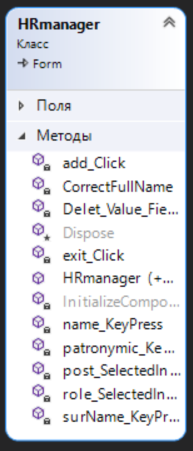 HRmanager
Класс
Form
Поля
Методы
add_Click
CorrectFullName
Delet_Value_Fie...
Dispose
exit_Click
HRmanager (+...
InitializeCompo...
name_KeyPress
patronymic_Ke...
post_SelectedIn...
role_SelectedIn...
surName_KeyPr...